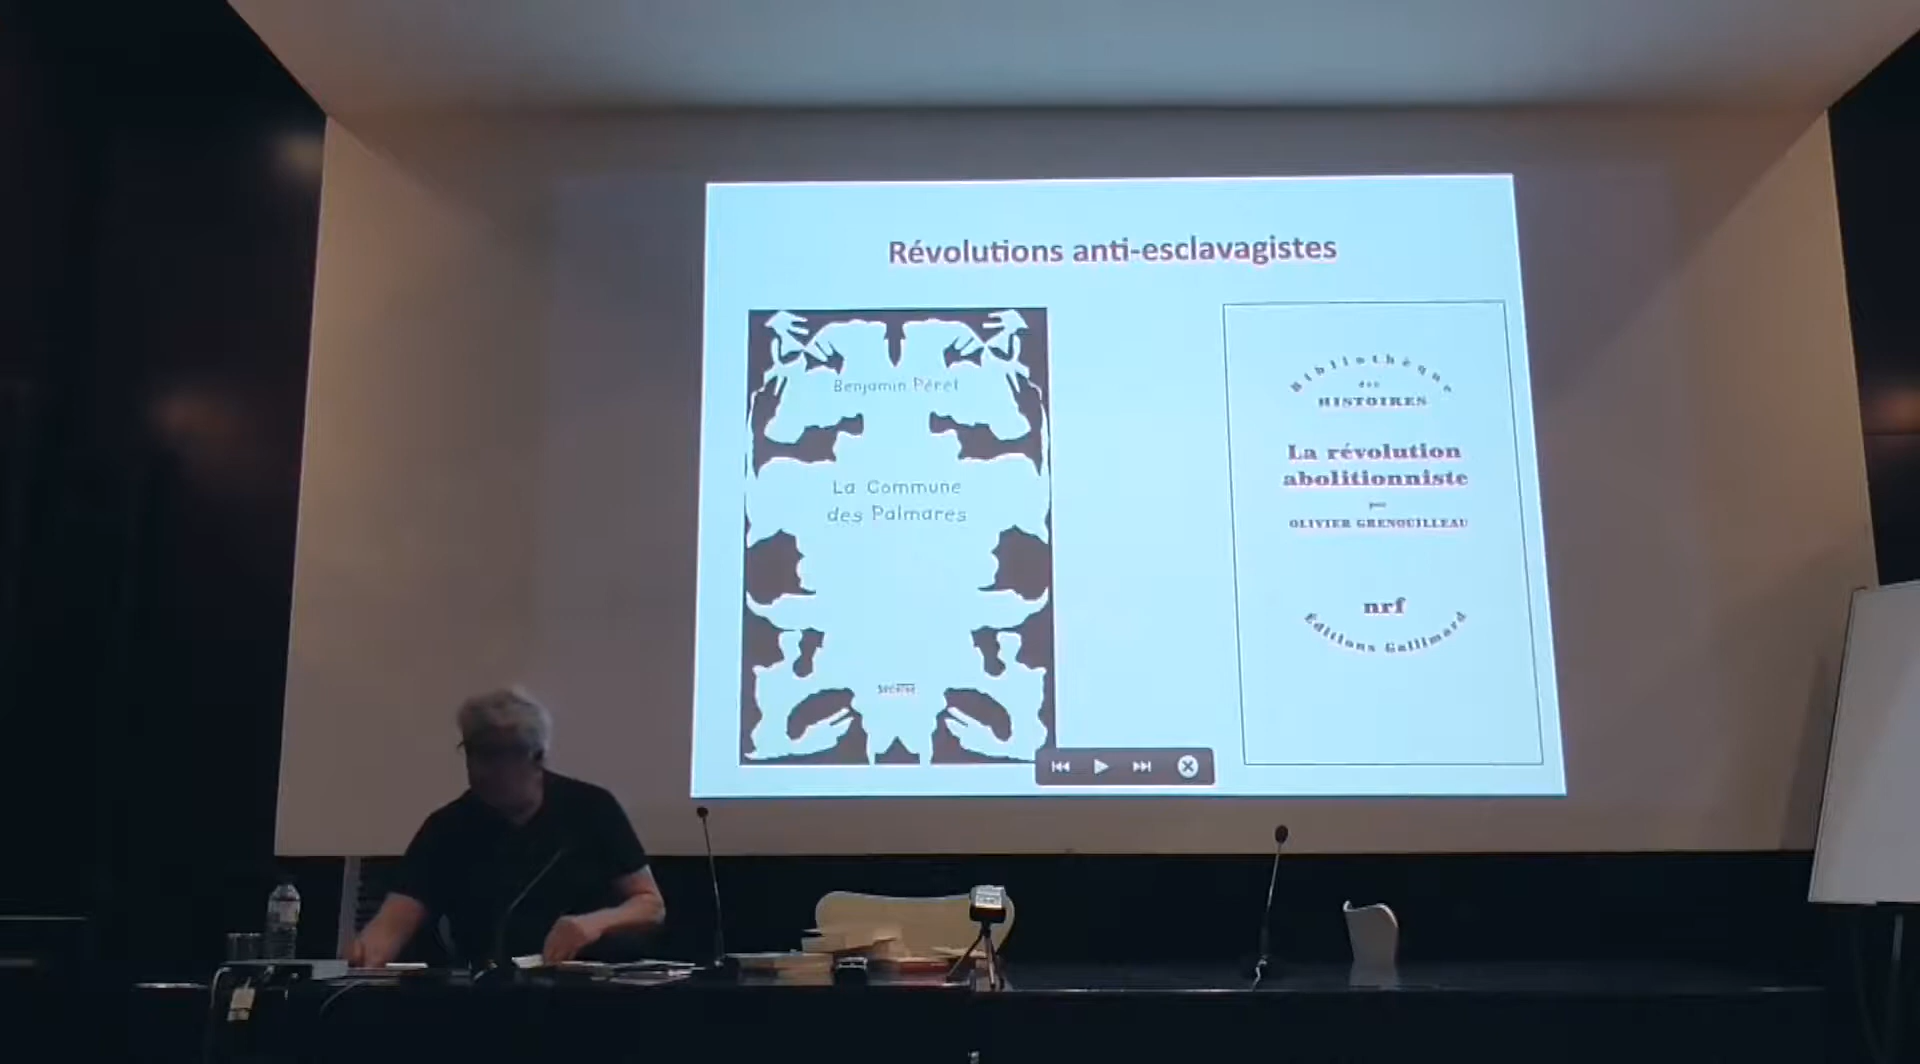 Révolutions anti-esclavagistes
Benjamin Péret
La Commune
des Palmares
Bibliothèque
des
HISTOIRES
La révolution
abolitionniste
par
OLIVIER GRENOUILLEAU
nrf
Éditions Gallimard